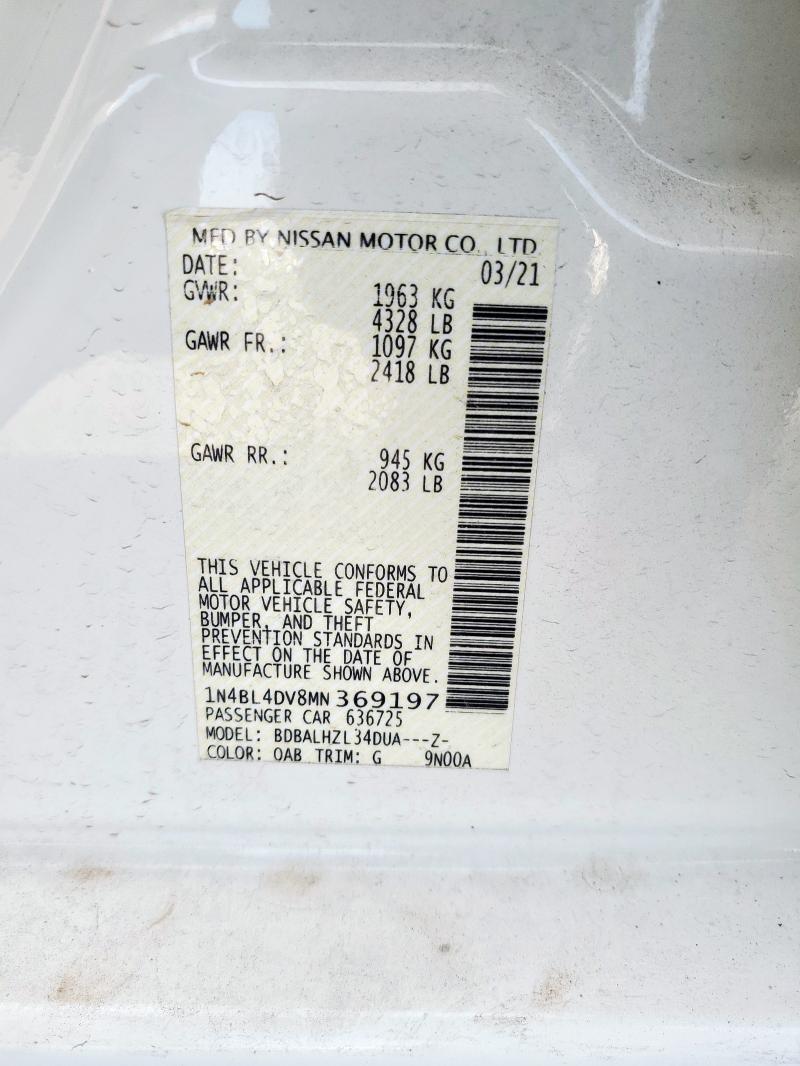 MFD BY NISSAN MOTOR CO., LTD
DATE: 03/21
GVWR: 1963 KG
4328 LB
GAWR FR.: 1097 KG
2418 LB
GAWR RR.: 945 KG
2083 LB
THIS VEHICLE CONFORMS TO
ALL APPLICABLE FEDERAL
MOTOR VEHICLE SAFETY,
BUMPER, AND THEFT
PREVENTION STANDARDS IN
EFFECT ON THE DATE OF
MANUFACTURE SHOWN ABOVE.
1N4BL4DV8MN369197
PASSENGER CAR 636725
MODEL: BDBALHZL34DUA---Z-
COLOR: OAB TRIM: G 9N00A